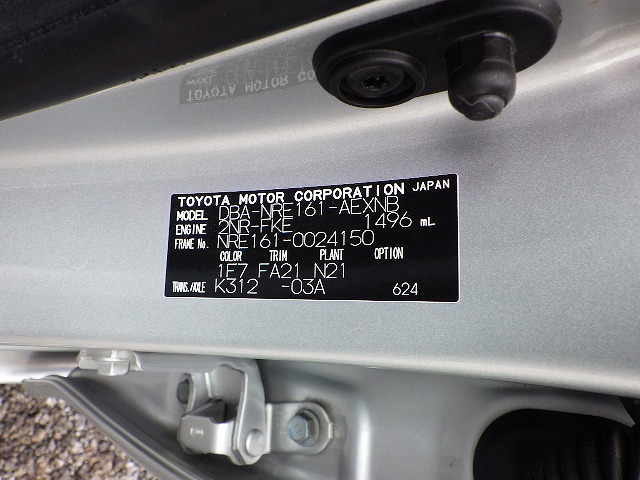 TOYOTA MOTOR CORPORATION JAPAN
MODEL DBA-NRE161-AEXNB
ENGINE 2NR-FKE 1496 mL
FRAME No. NRE161-0024150
COLOR TRIM PLANT OPTION
1F7 FA21 N21
TRANS./AXLE K312 -03A 624